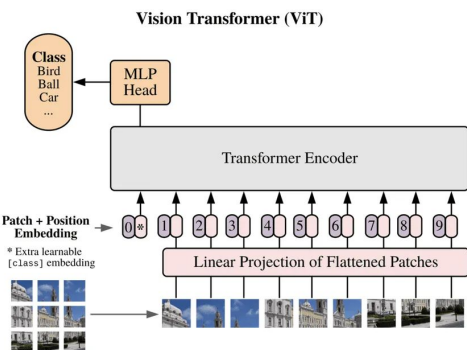 Vision Transformer (ViT)
Class
Bird
Ball
Car
...
MLP
Head
Transformer Encoder
Patch + Position
Embedding
0 * 1 2 3 4 5 6 7 8 9
* Extra learnable
[class] embedding
Linear Projection of Flattened Patches